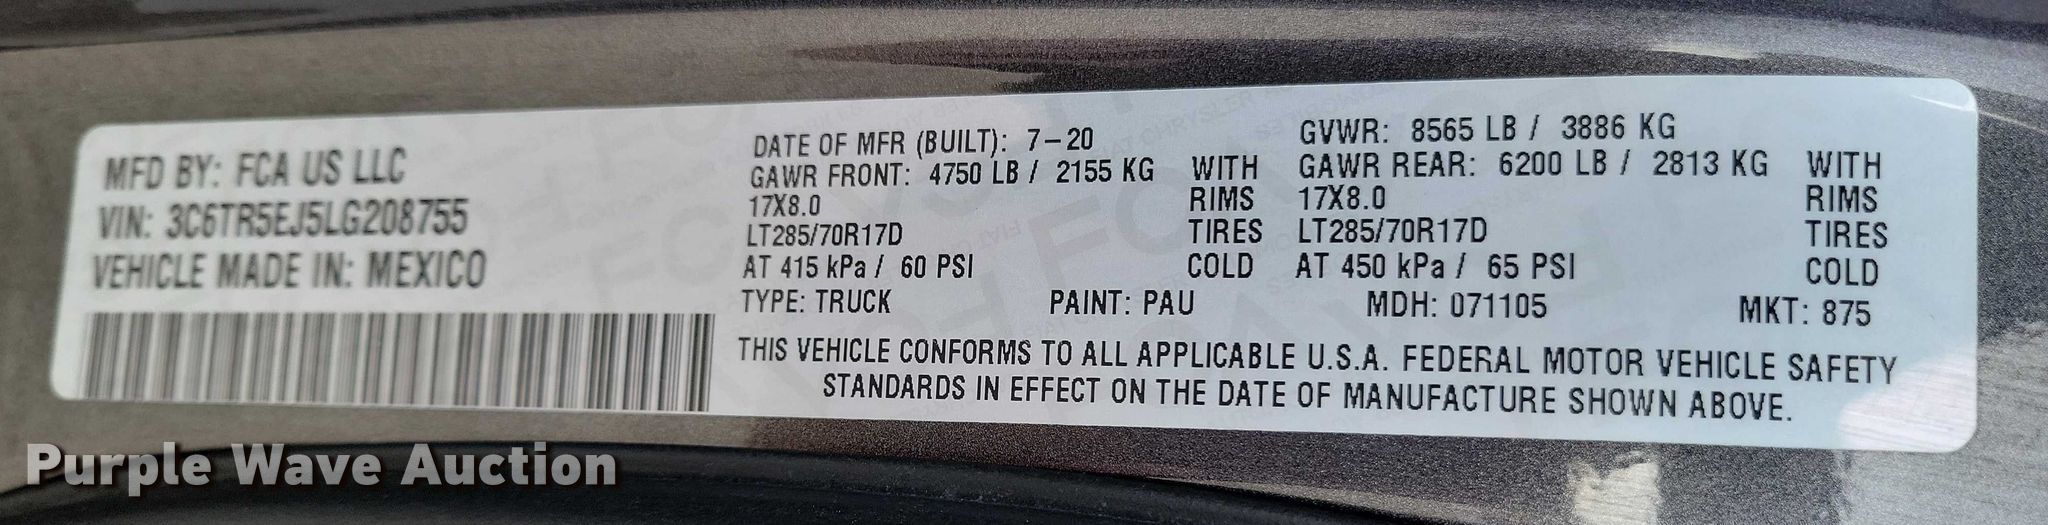 MFD BY: FCA US LLC
VIN: 3C6TR5EJ5LG208755
VEHICLE MADE IN: MEXICO
DATE OF MFR (BUILT): 7-20
GVWR: 8565 LB / 3886 KG
GAWR FRONT: 4750 LB / 2155 KG WITH
17X8.0 RIMS
LT285/70R17D TIRES
AT 415 kPa / 60 PSI COLD
GAWR REAR: 6200 LB / 2813 KG WITH
17X8.0 RIMS
LT285/70R17D TIRES
AT 450 kPa / 65 PSI COLD
TYPE: TRUCK PAINT: PAU MDH: 071105 MKT: 875
THIS VEHICLE CONFORMS TO ALL APPLICABLE U.S.A. FEDERAL MOTOR VEHICLE SAFETY
STANDARDS IN EFFECT ON THE DATE OF MANUFACTURE SHOWN ABOVE.
Purple Wave Auction